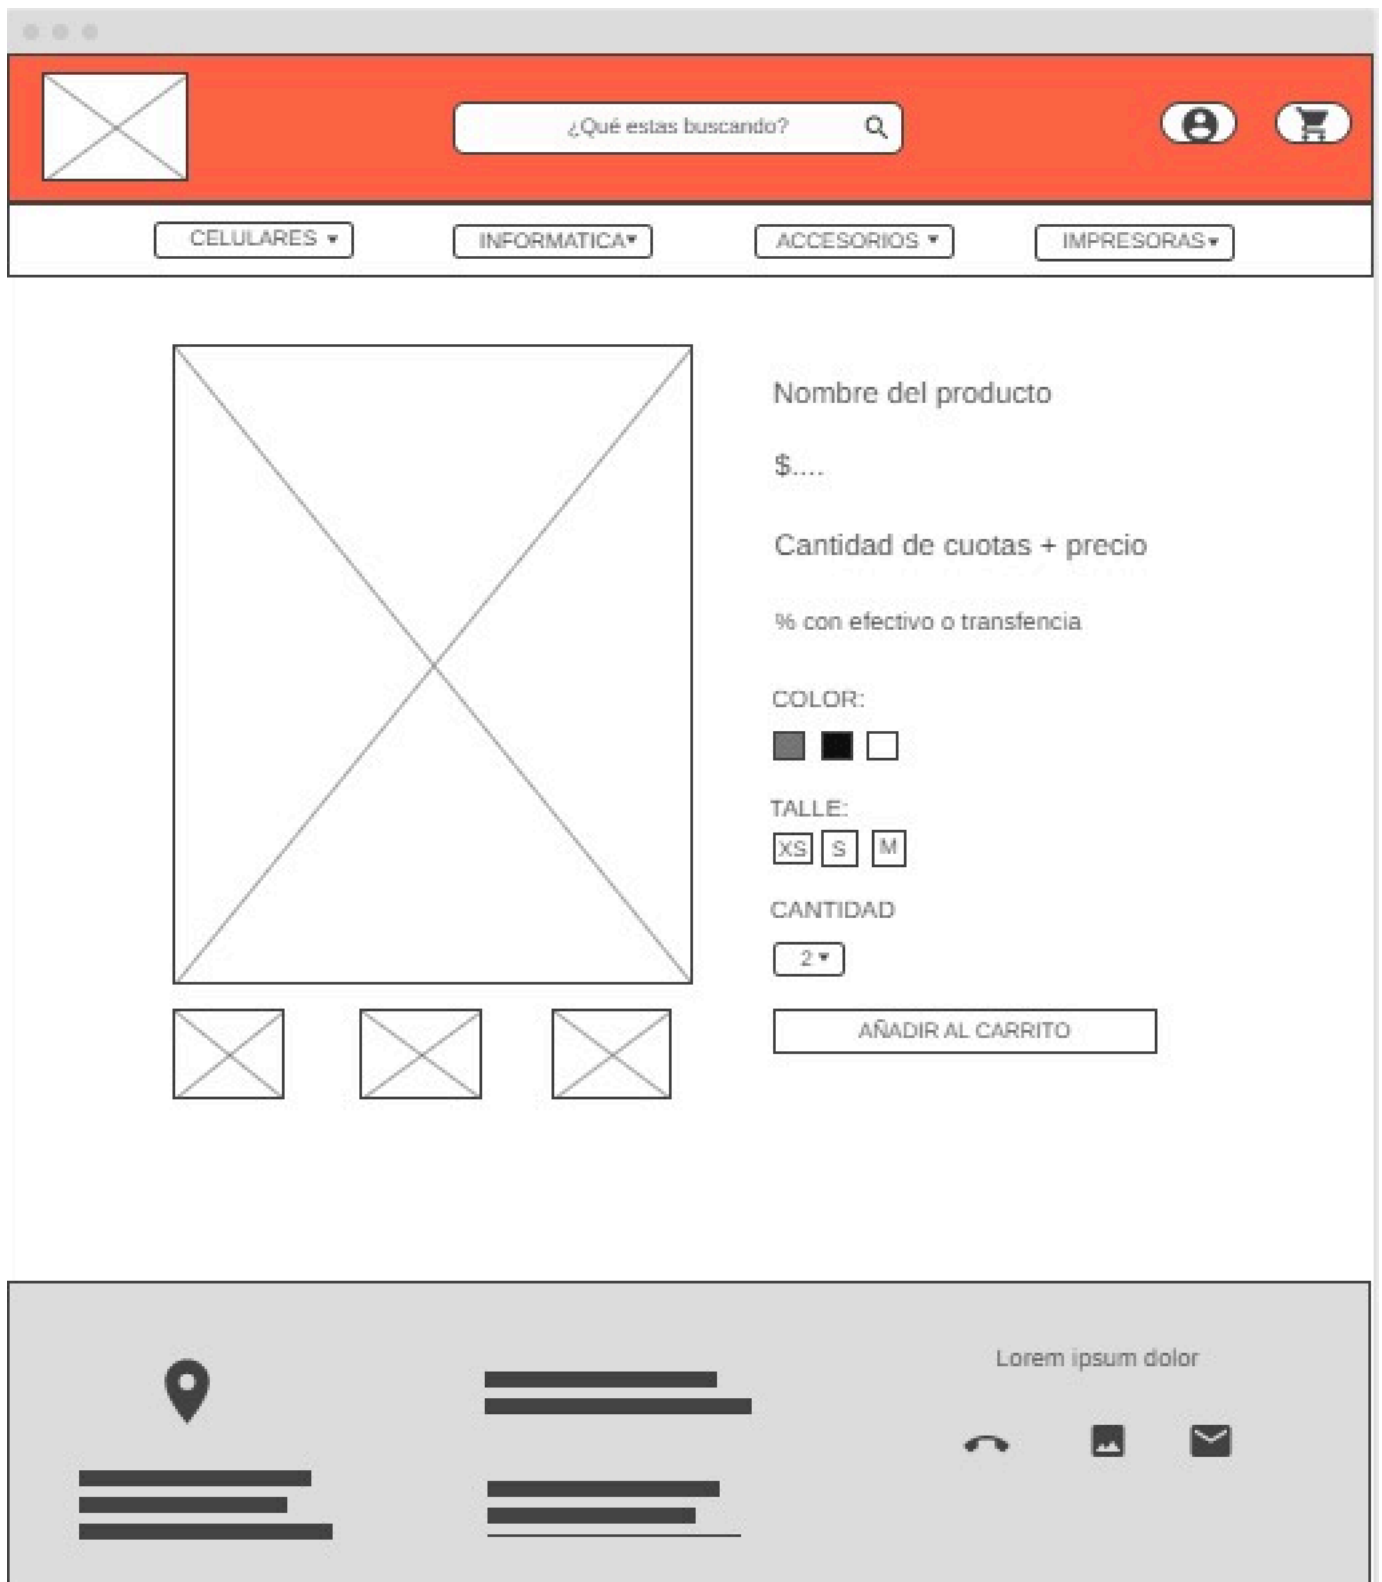 ¿Qué estas buscando?
CELULARES
INFORMATICA
ACCESORIOS
IMPRESORAS
Nombre del producto
$....
Cantidad de cuotas + precio
% con efectivo o transfencia
COLOR:
TALLE:
XS S M
CANTIDAD
2
AÑADIR AL CARRITO
Lorem ipsum dolor